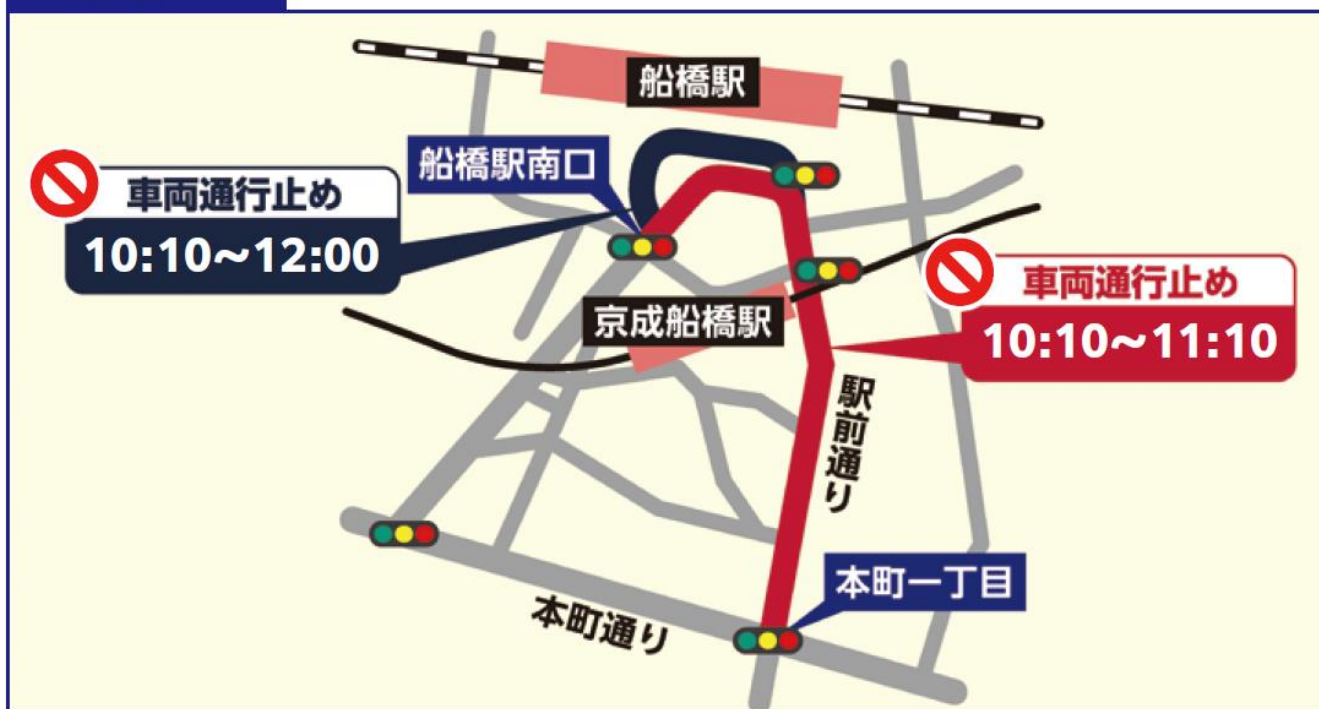 船橋駅
船橋駅南口
車両通行止め
10:10～12:00
車両通行止め
10:10～11:10
京成船橋駅
駅前通り
本町一丁目
本町通り